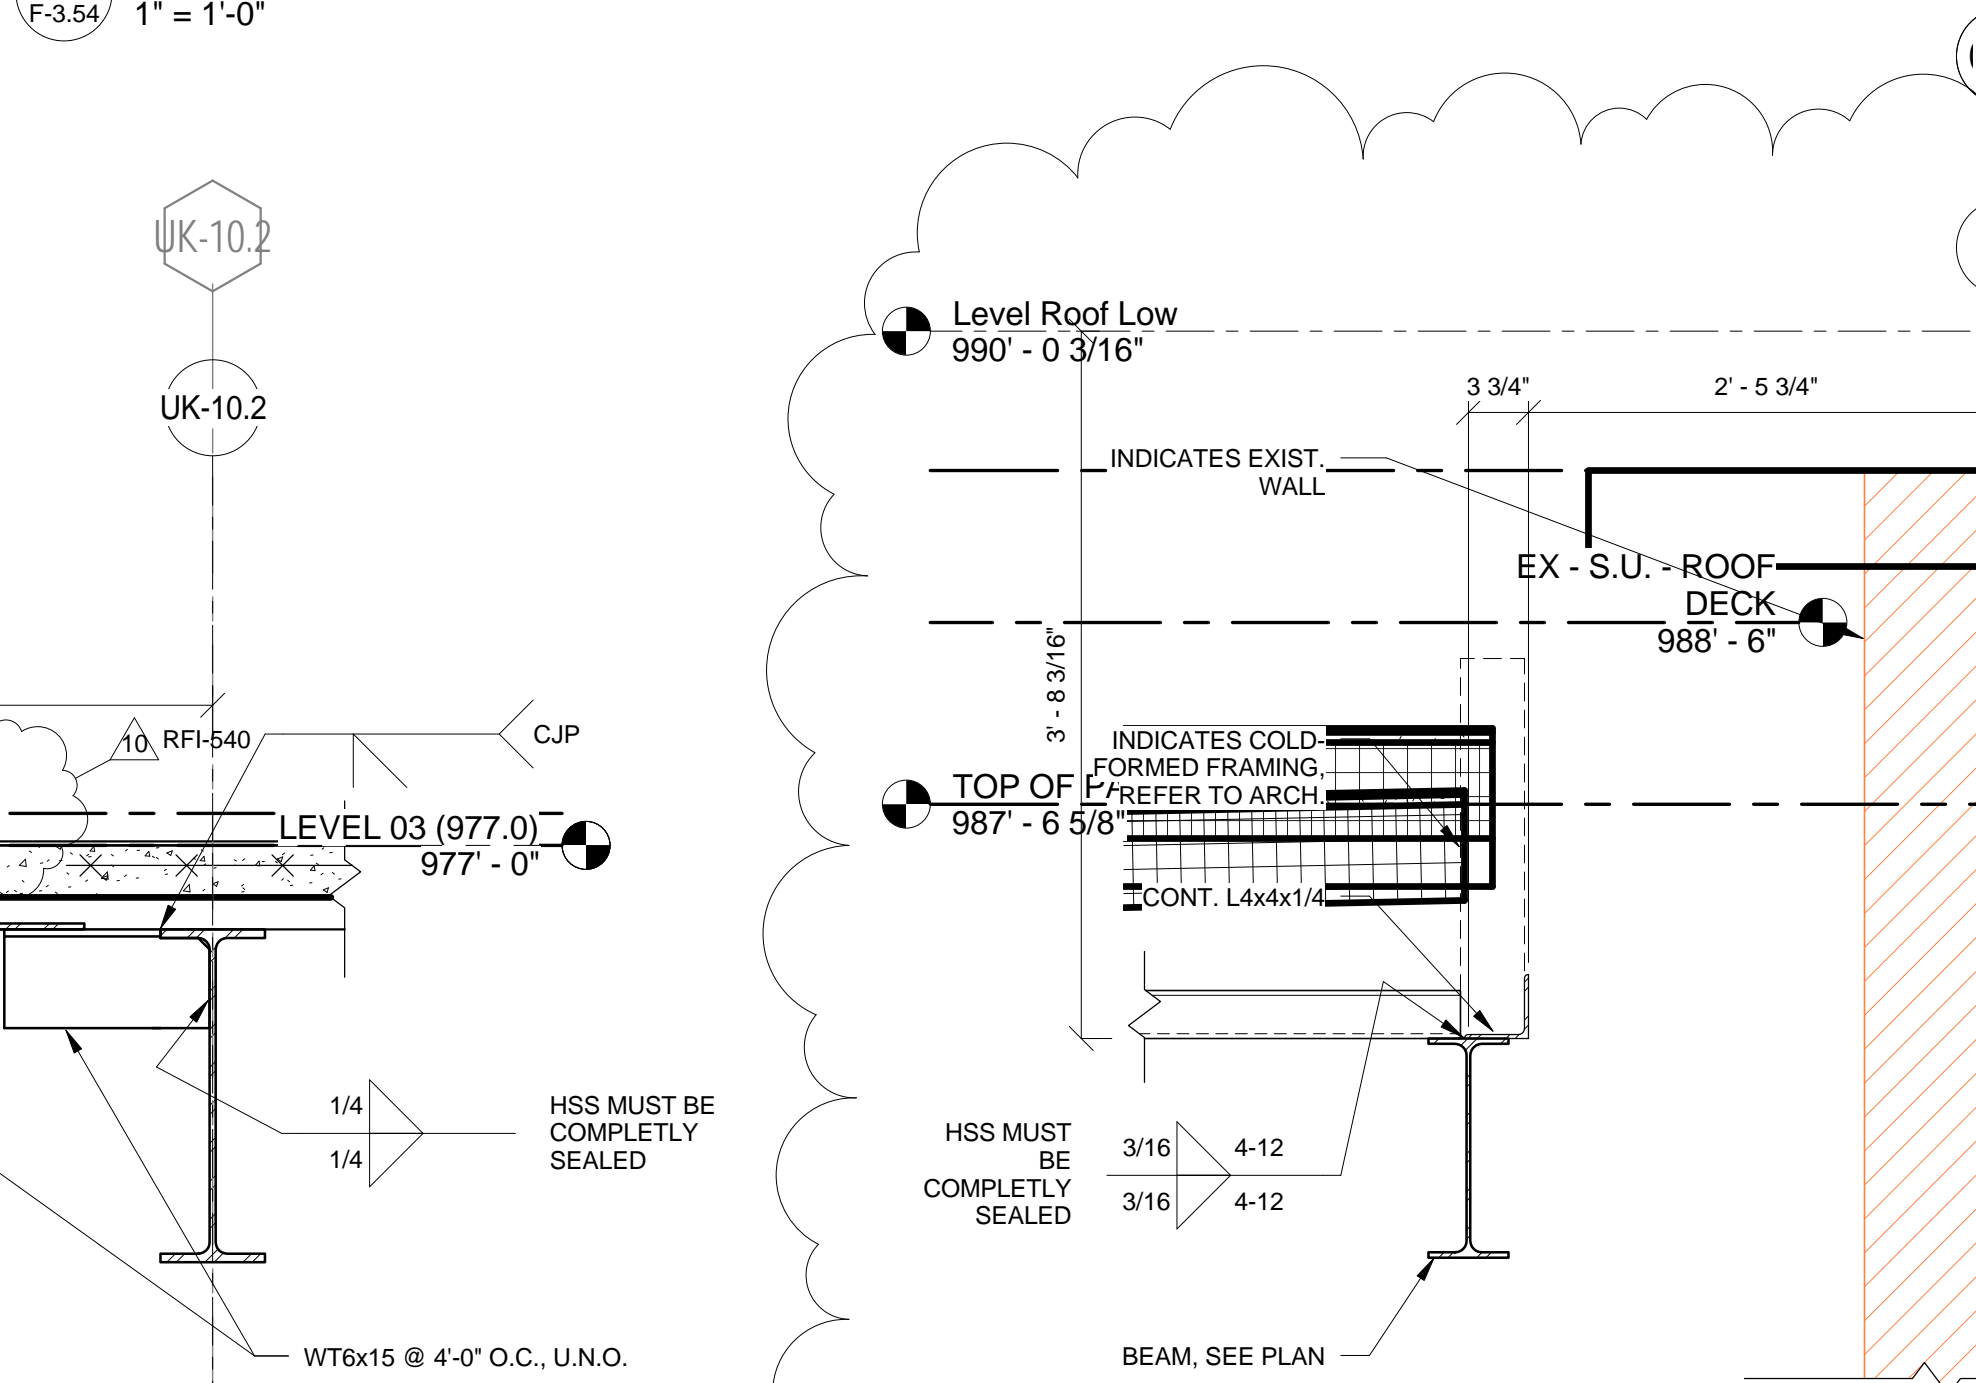 F-3.54
1" = 1'-0"
UK-10.2
UK-10.2
10
RFI-540
CJP
LEVEL 03 (977.0)
977' - 0"
1/4
1/4
HSS MUST BE
COMPLETLY
SEALED
WT6x15 @ 4'-0" O.C., U.N.O.
Level Roof Low
990' - 0 3/16"
3 3/4"
2' - 5 3/4"
INDICATES EXIST.
WALL
EX - S.U. - ROOF
DECK
988' - 6"
3' - 8 3/16"
INDICATES COLD-
FORMED FRAMING,
REFER TO ARCH.
TOP OF
987' - 6 5/8"
CONT. L4x4x1/4
HSS MUST
BE
COMPLETLY
SEALED
3/16
4-12
3/16
4-12
BEAM, SEE PLAN